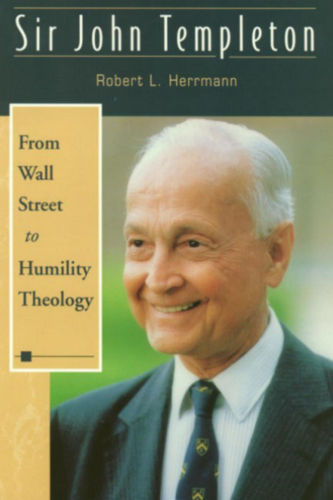 Sir John Templeton
Robert L. Herrmann
From
Wall
Street
to
Humility
Theology